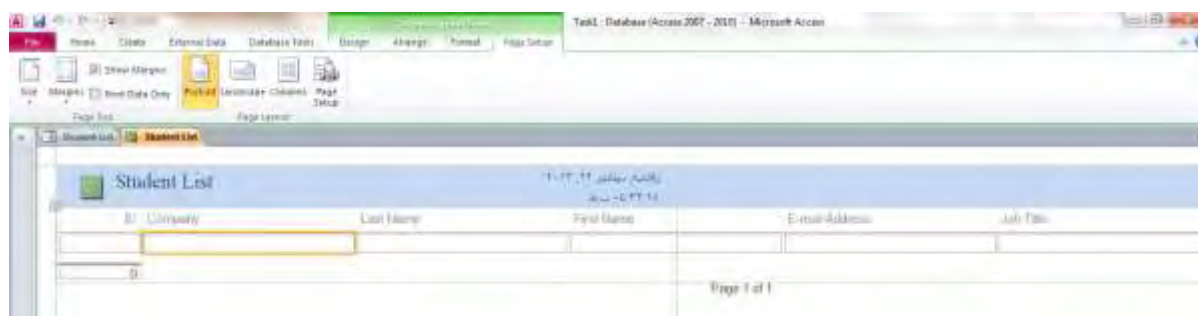 Task1 : Database (Access 2007 - 2010) - Microsoft Access
File Home Create External Data Database Tools Design Arrange Format Page Setup
Show Margins
Size Margins Print Data Only Portrait Landscape Columns Page Setup
Page Size Page Layout
Student List Student List
Student List
ID Company Last Name First Name E-mail Address Job Title
0
Page 1 of 1